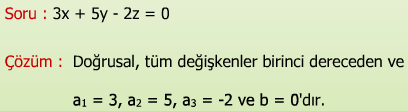 Soru : 3x + 5y - 2z = 0
Çözüm : Doğrusal, tüm değişkenler birinci dereceden ve
a₁ = 3, a₂ = 5, a₃ = -2 ve b = 0'dır.